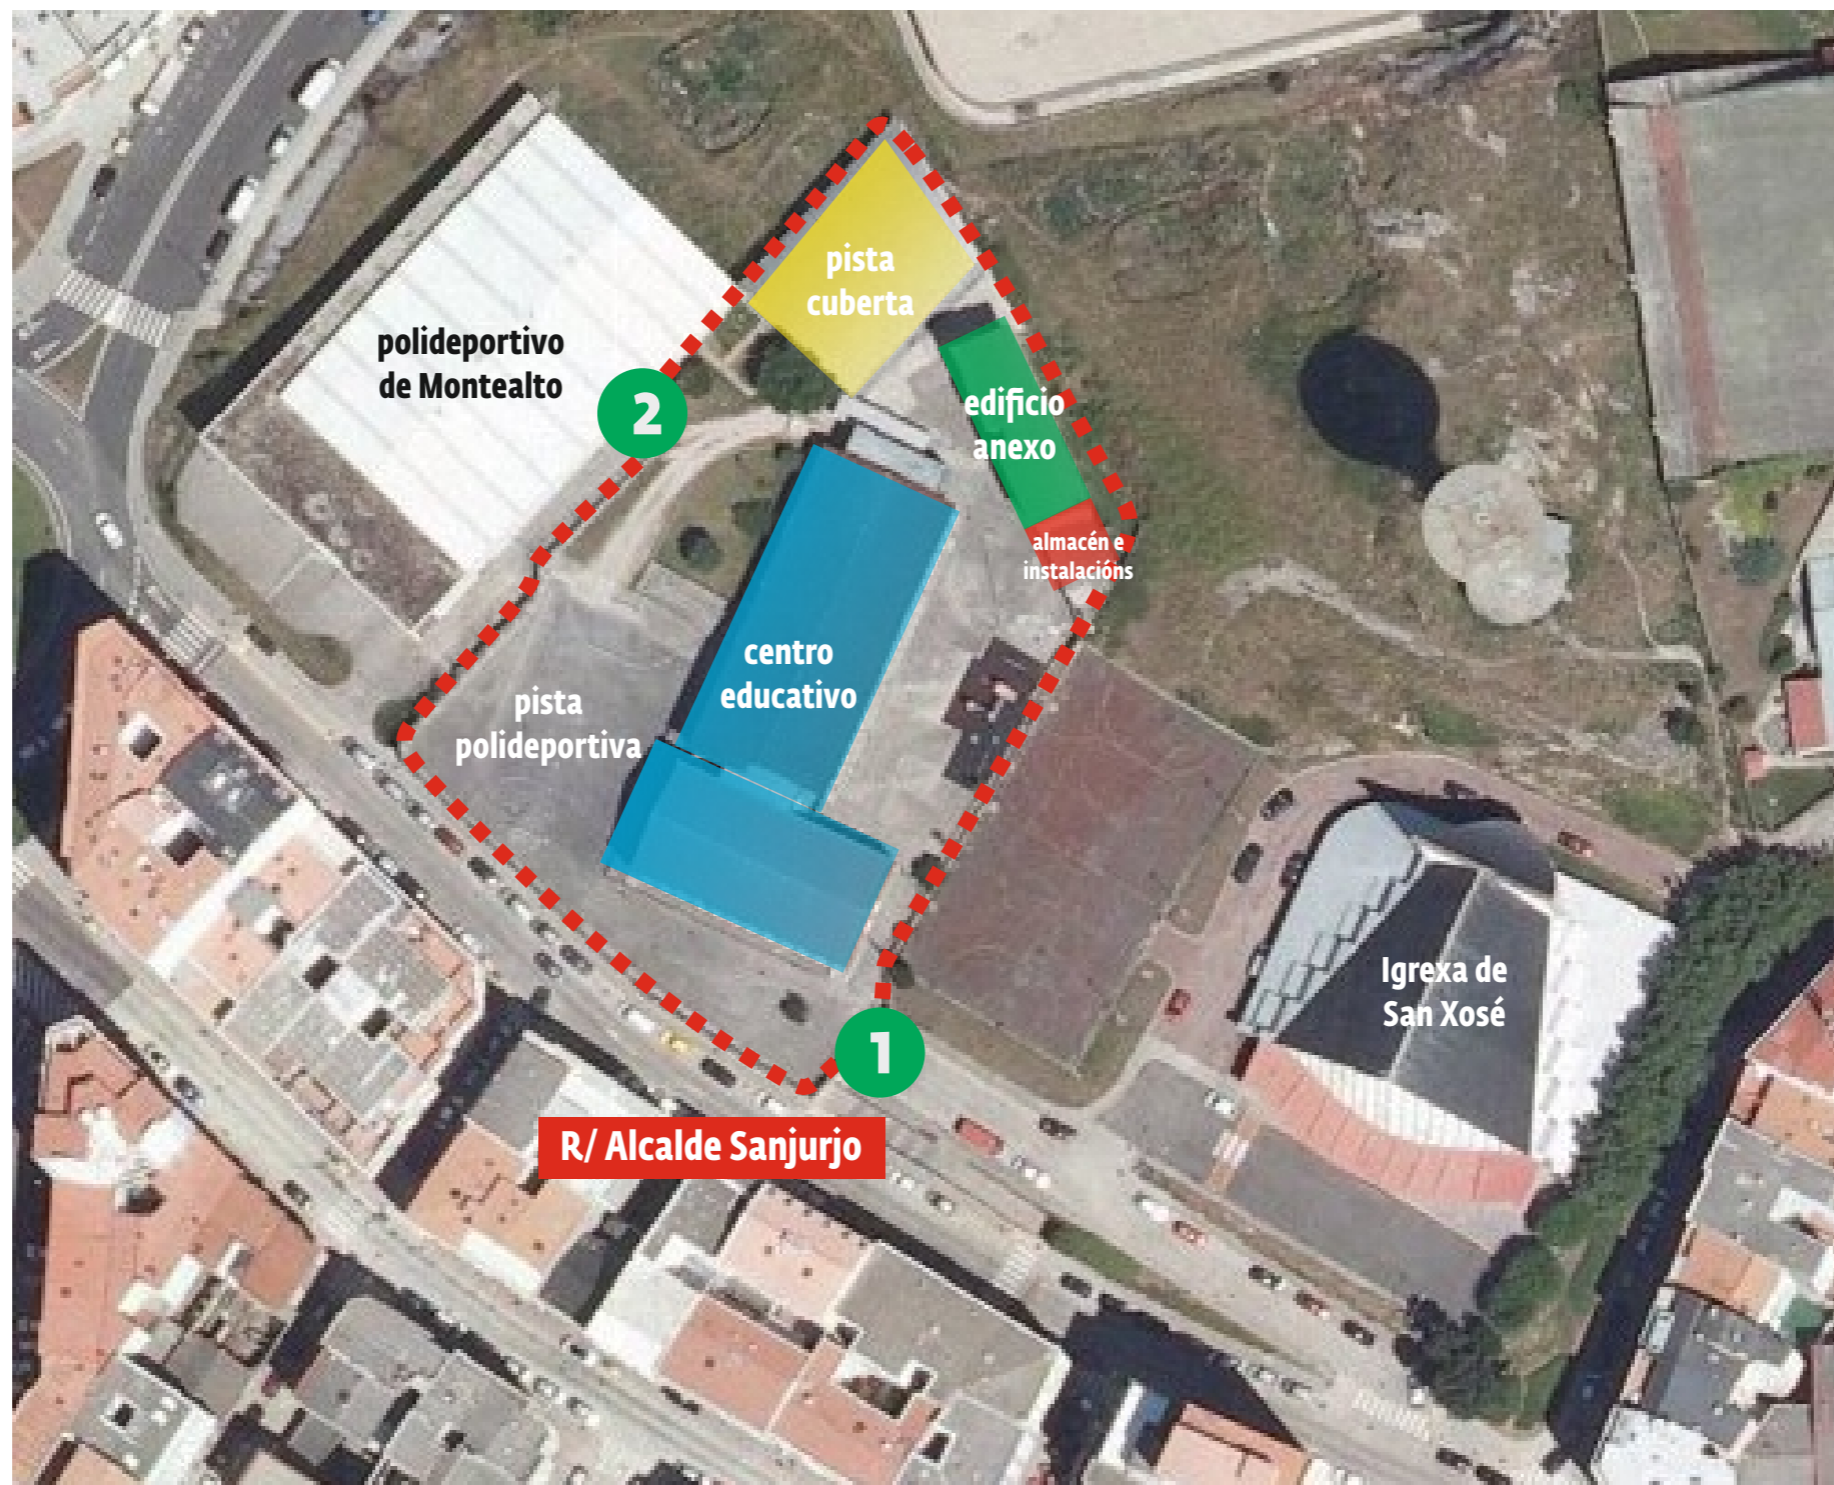 pista
cuberta
polideportivo
de Montealto
2
edificio
anexo
almacén e
instalacións
centro
educativo
pista
polideportiva
Igrexa de
San Xosé
1
R/ Alcalde Sanjurjo